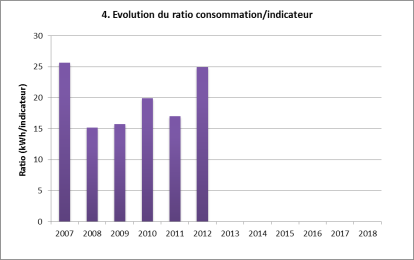 4. Evolution du ratio consommation/indicateur
Ratio (kWh/indicateur)
30
25
20
15
10
5
0
2007 2008 2009 2010 2011 2012 2013 2014 2015 2016 2017 2018